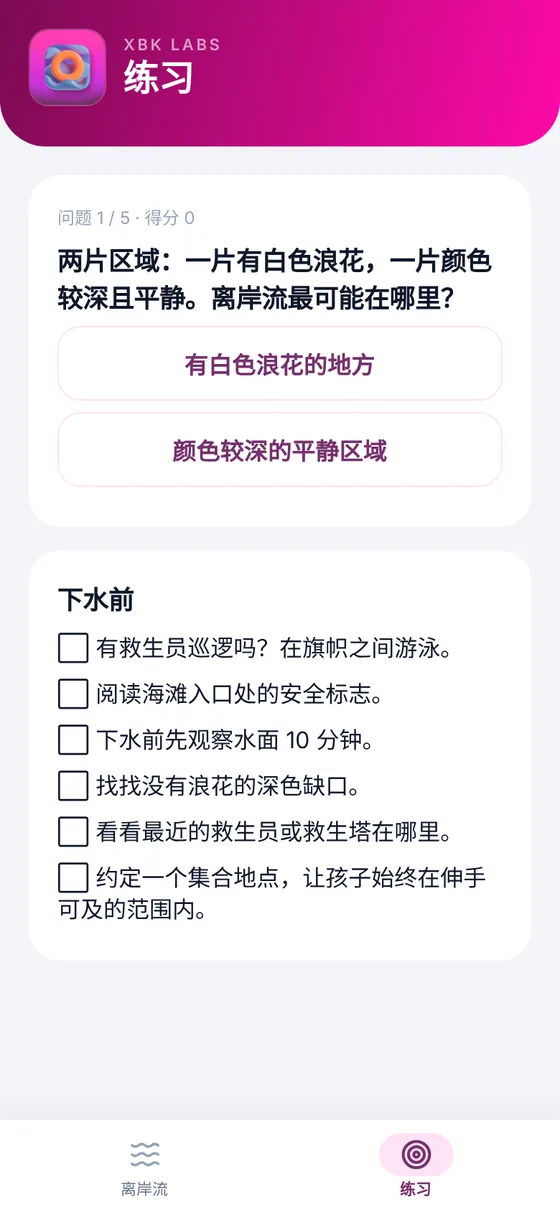 XBK LABS
练习
问题 1 / 5 · 得分 0
两片区域：一片有白色浪花，一片颜色
较深且平静。离岸流最可能在哪里？
有白色浪花的地方
颜色较深的平静区域
下水前
有救生员巡逻吗？在旗帜之间游泳。
阅读海滩入口处的安全标志。
下水前先观察水面 10 分钟。
找找没有浪花的深色缺口。
看看最近的救生员或救生塔在哪里。
约定一个集合地点，让孩子始终在伸手
可及的范围内。
离岸流
练习